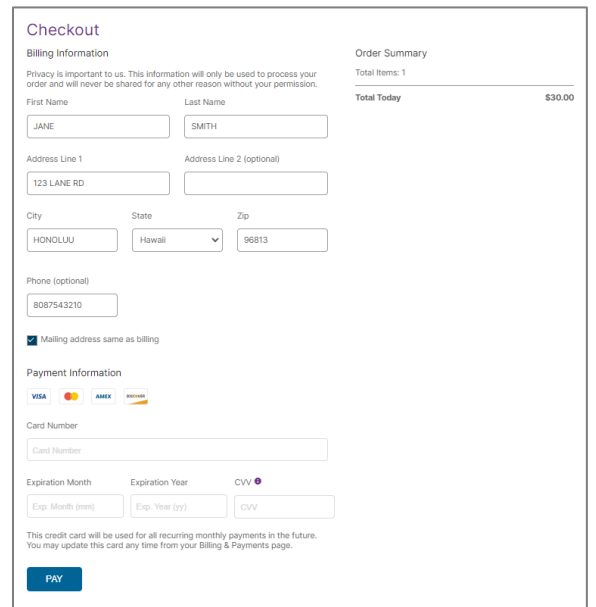 Checkout
Billing Information
Order Summary
Privacy is important to us. This information will only be used to process your
order and will never be shared for any other reason without your permission.
Total Items: 1
Total Today $30.00
First Name Last Name
JANE SMITH
Address Line 1 Address Line 2 (optional)
123 LANE RD
City State Zip
HONOLUU Hawaii 96813
Phone (optional)
8087543210
Mailing address same as billing
Payment Information
VISA AMEX DISCOVER
Card Number
Card Number
Expiration Month Expiration Year CVV
Exp. Month (mm) Exp. Year (yy) CVV
This credit card will be used for all recurring monthly payments in the future.
You may update this card any time from your Billing & Payments page.
PAY